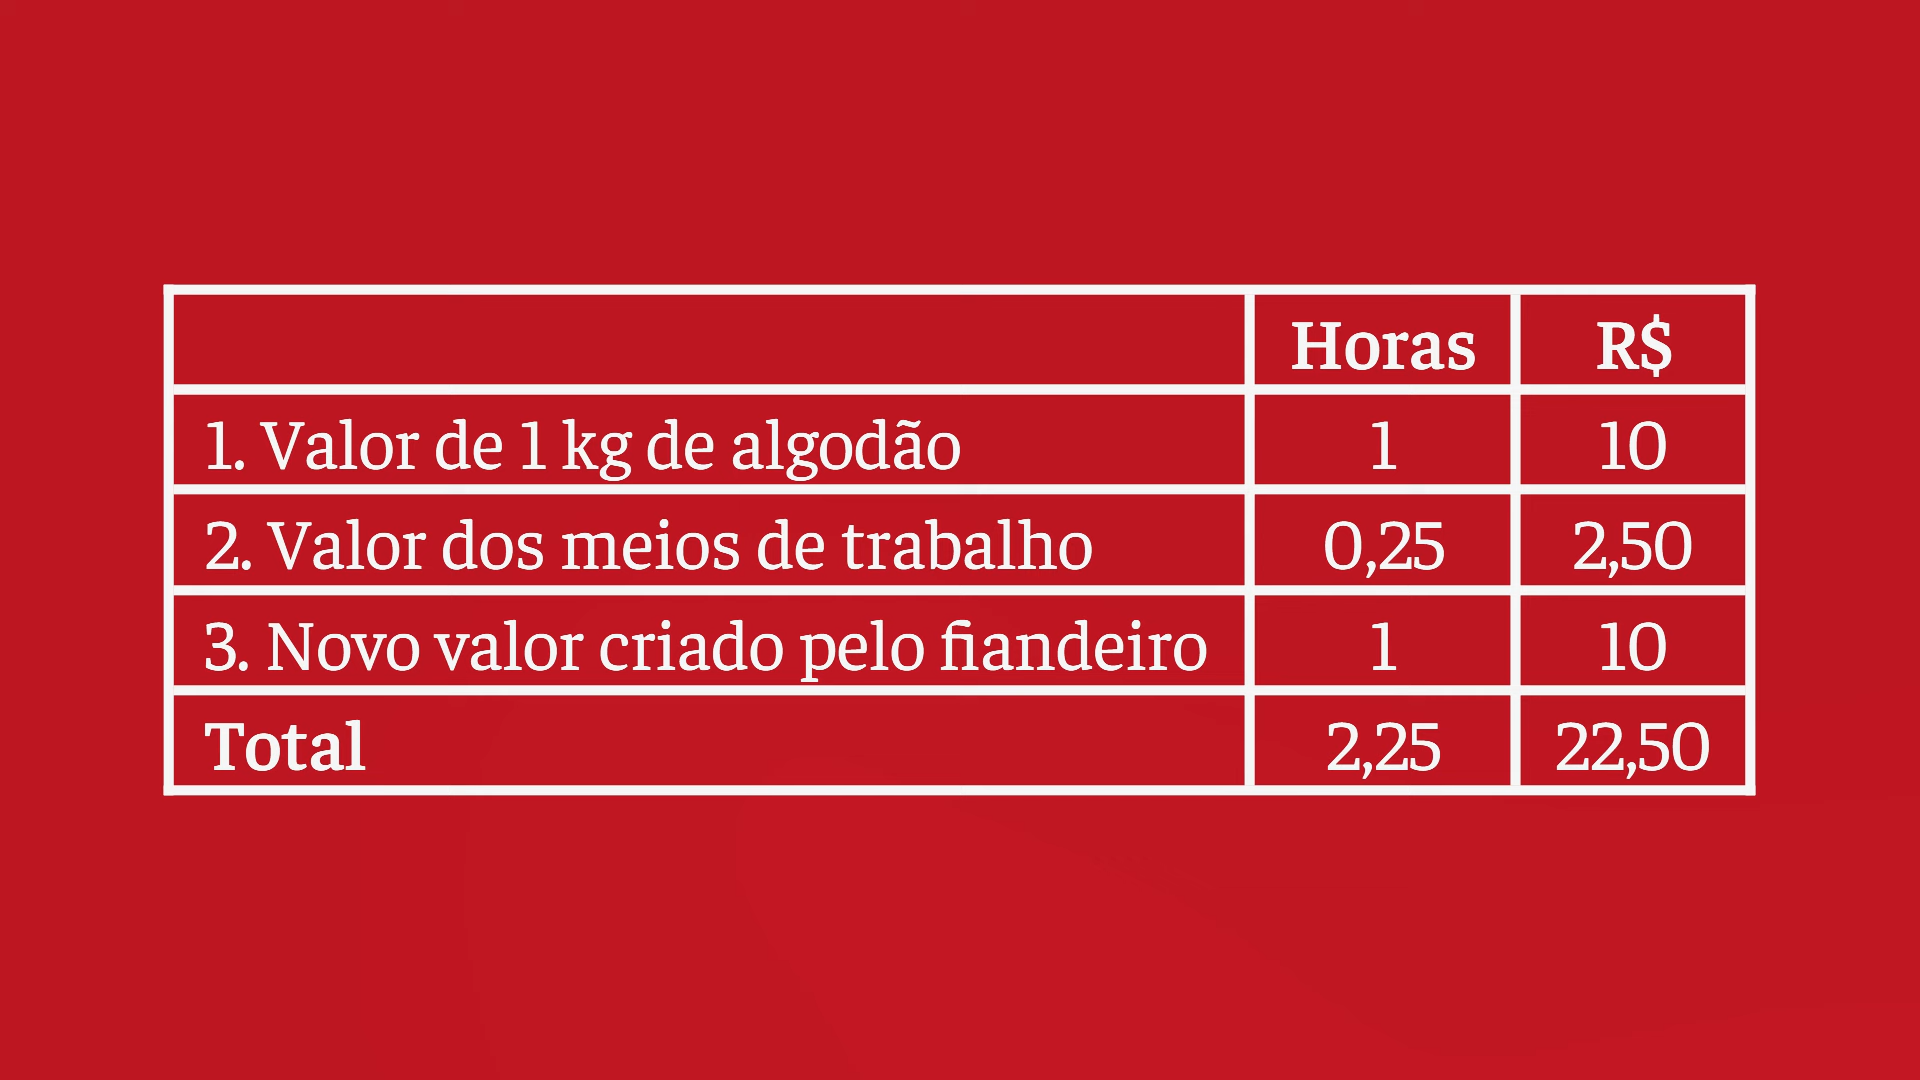 Horas R$
1. Valor de 1 kg de algodão 1 10
2. Valor dos meios de trabalho 0,25 2,50
3. Novo valor criado pelo fiandeiro 1 10
Total 2,25 22,50